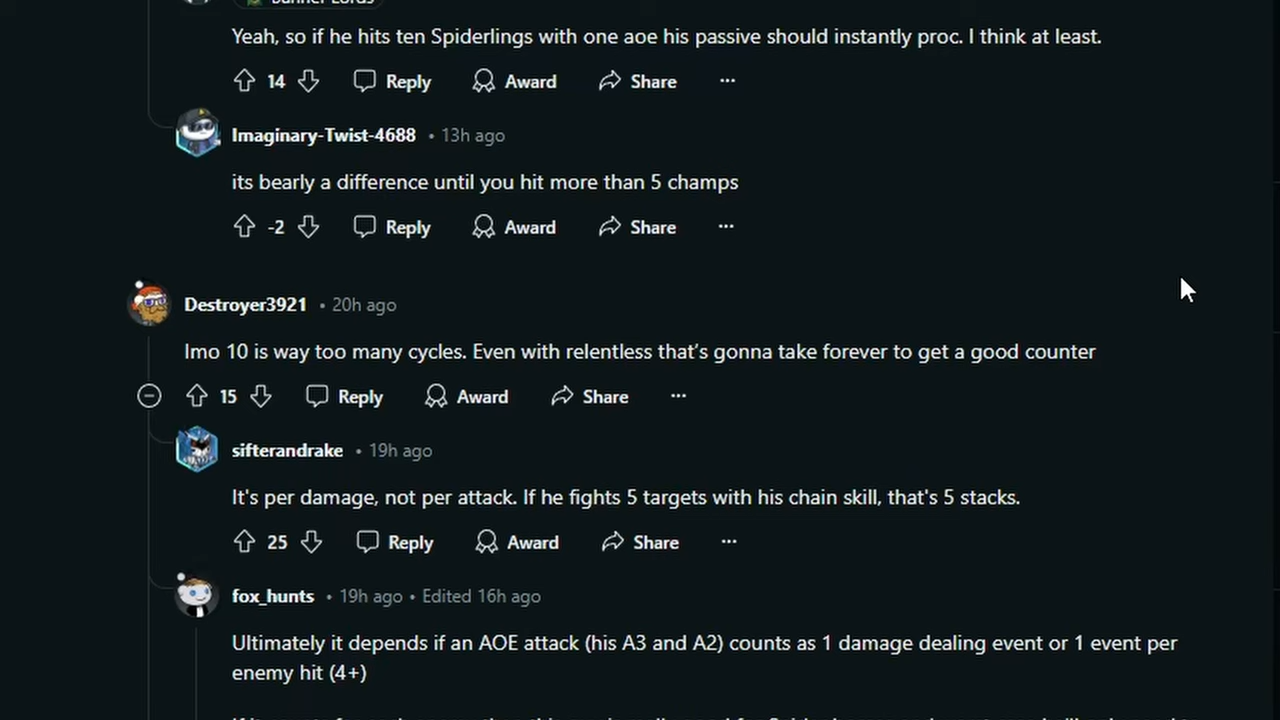 Banner Lords
Yeah, so if he hits ten Spiderlings with one aoe his passive should instantly proc. I think at least.
14 Reply Award Share ...
Imaginary-Twist-4688 • 13h ago
its bearly a difference until you hit more than 5 champs
-2 Reply Award Share ...
Destroyer3921 • 20h ago
Imo 10 is way too many cycles. Even with relentless that's gonna take forever to get a good counter
15 Reply Award Share ...
sifterandrake • 19h ago
It's per damage, not per attack. If he fights 5 targets with his chain skill, that's 5 stacks.
25 Reply Award Share ...
fox_hunts • 19h ago • Edited 16h ago
Ultimately it depends if an AOE attack (his A3 and A2) counts as 1 damage dealing event or 1 event per
enemy hit (4+)